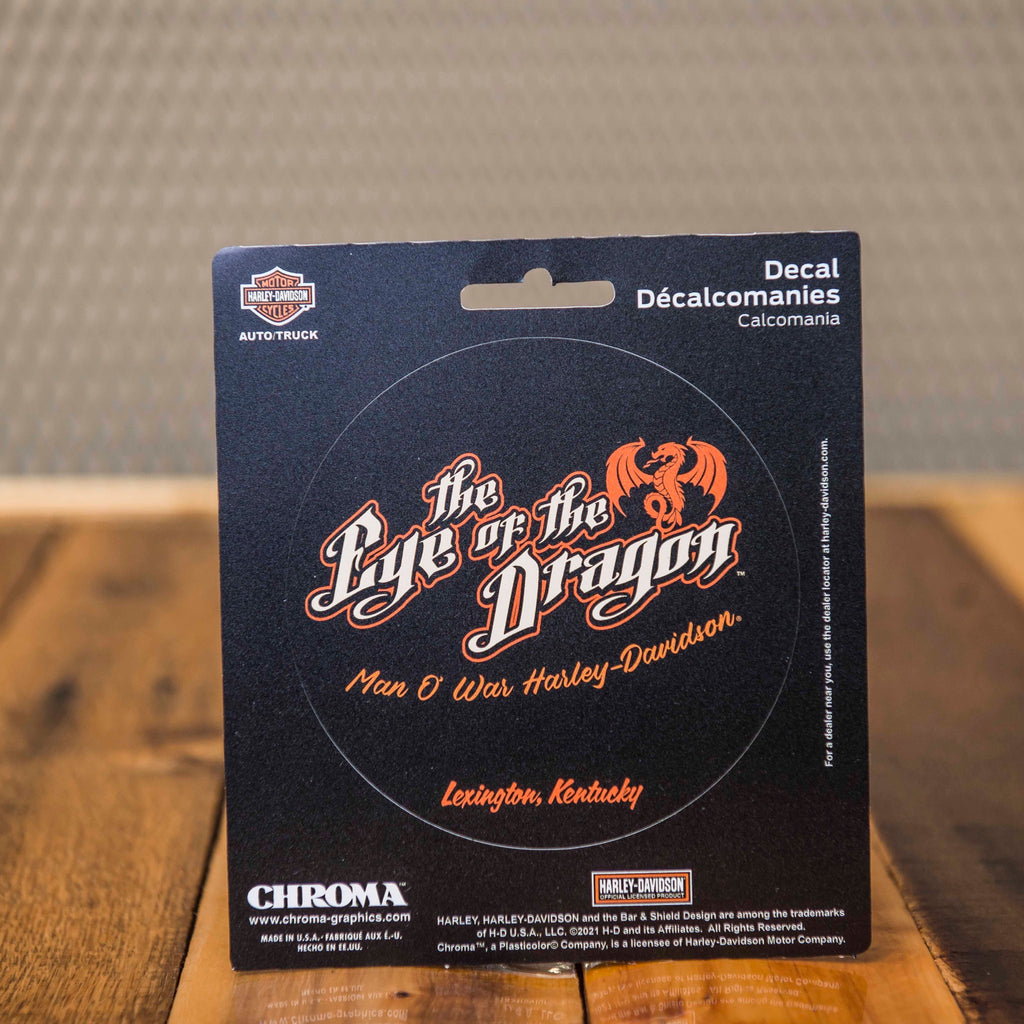 MOTOR
HARLEY-DAVIDSON
CYCLES
AUTO/TRUCK
Decal
Décalcomanies
Calcomania
the
Eye of the
Dragon™
Man O' War Harley-Davidson®
Lexington, Kentucky
For a dealer near you, use the dealer locator at harley-davidson.com.
CHROMA™
www.chroma-graphics.com
MADE IN U.S.A.· FABRIQUÉ AUX É.-U.
HECHO EN EE.UU.
HARLEY-DAVIDSON
OFFICIAL LICENSED PRODUCT
HARLEY, HARLEY-DAVIDSON and the Bar & Shield Design are among the trademarks
of H-D U.S.A., LLC. ©2021 H-D and its Affiliates. All Rights Reserved.
Chroma™, a Plasticolor© Company, is a licensee of Harley-Davidson Motor Company.